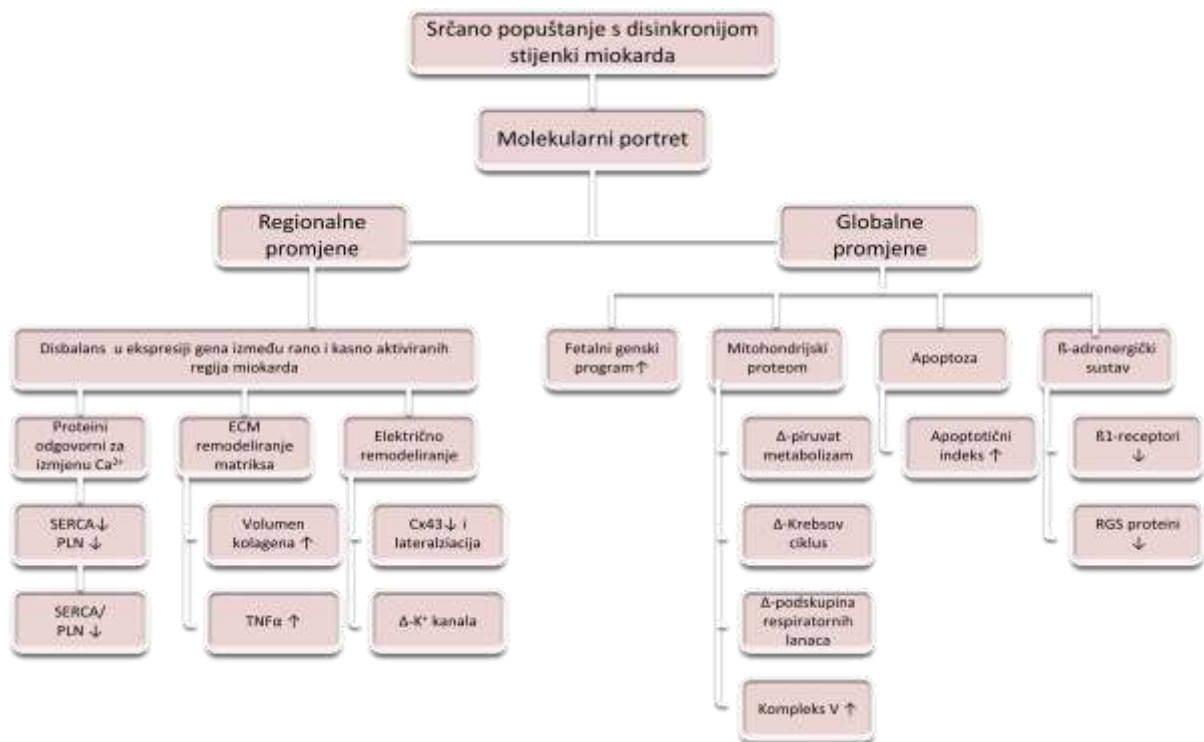 Srčano popuštanje s disinkronijom
stijenki miokarda
Molekularni portret
Regionalne
promjene
Globalne
promjene
Disbalans u ekspresiji gena između rano i kasno aktiviranih
regija miokarda
Fetalni genski
program↑
Mitohondrijski
proteom
Apoptoza
ß-adrenergički
sustav
Proteini
odgovorni za
izmjenu Ca²⁺
ECM
remodeliranje
matriksa
Električno
remodeliranje
Δ-piruvat
metabolizam
Apoptotični
indeks ↑
ß1-receptori
↓
SERCA↓
PLN ↓
Volumen
kolagena ↑
Cx43↓ i
lateralziacija
Δ-Krebsov
ciklus
RGS proteini
↓
SERCA/
PLN ↓
TNFα ↑
Δ-K⁺ kanala
Δ-podskupina
respiratornih
lanaca
Kompleks V ↑